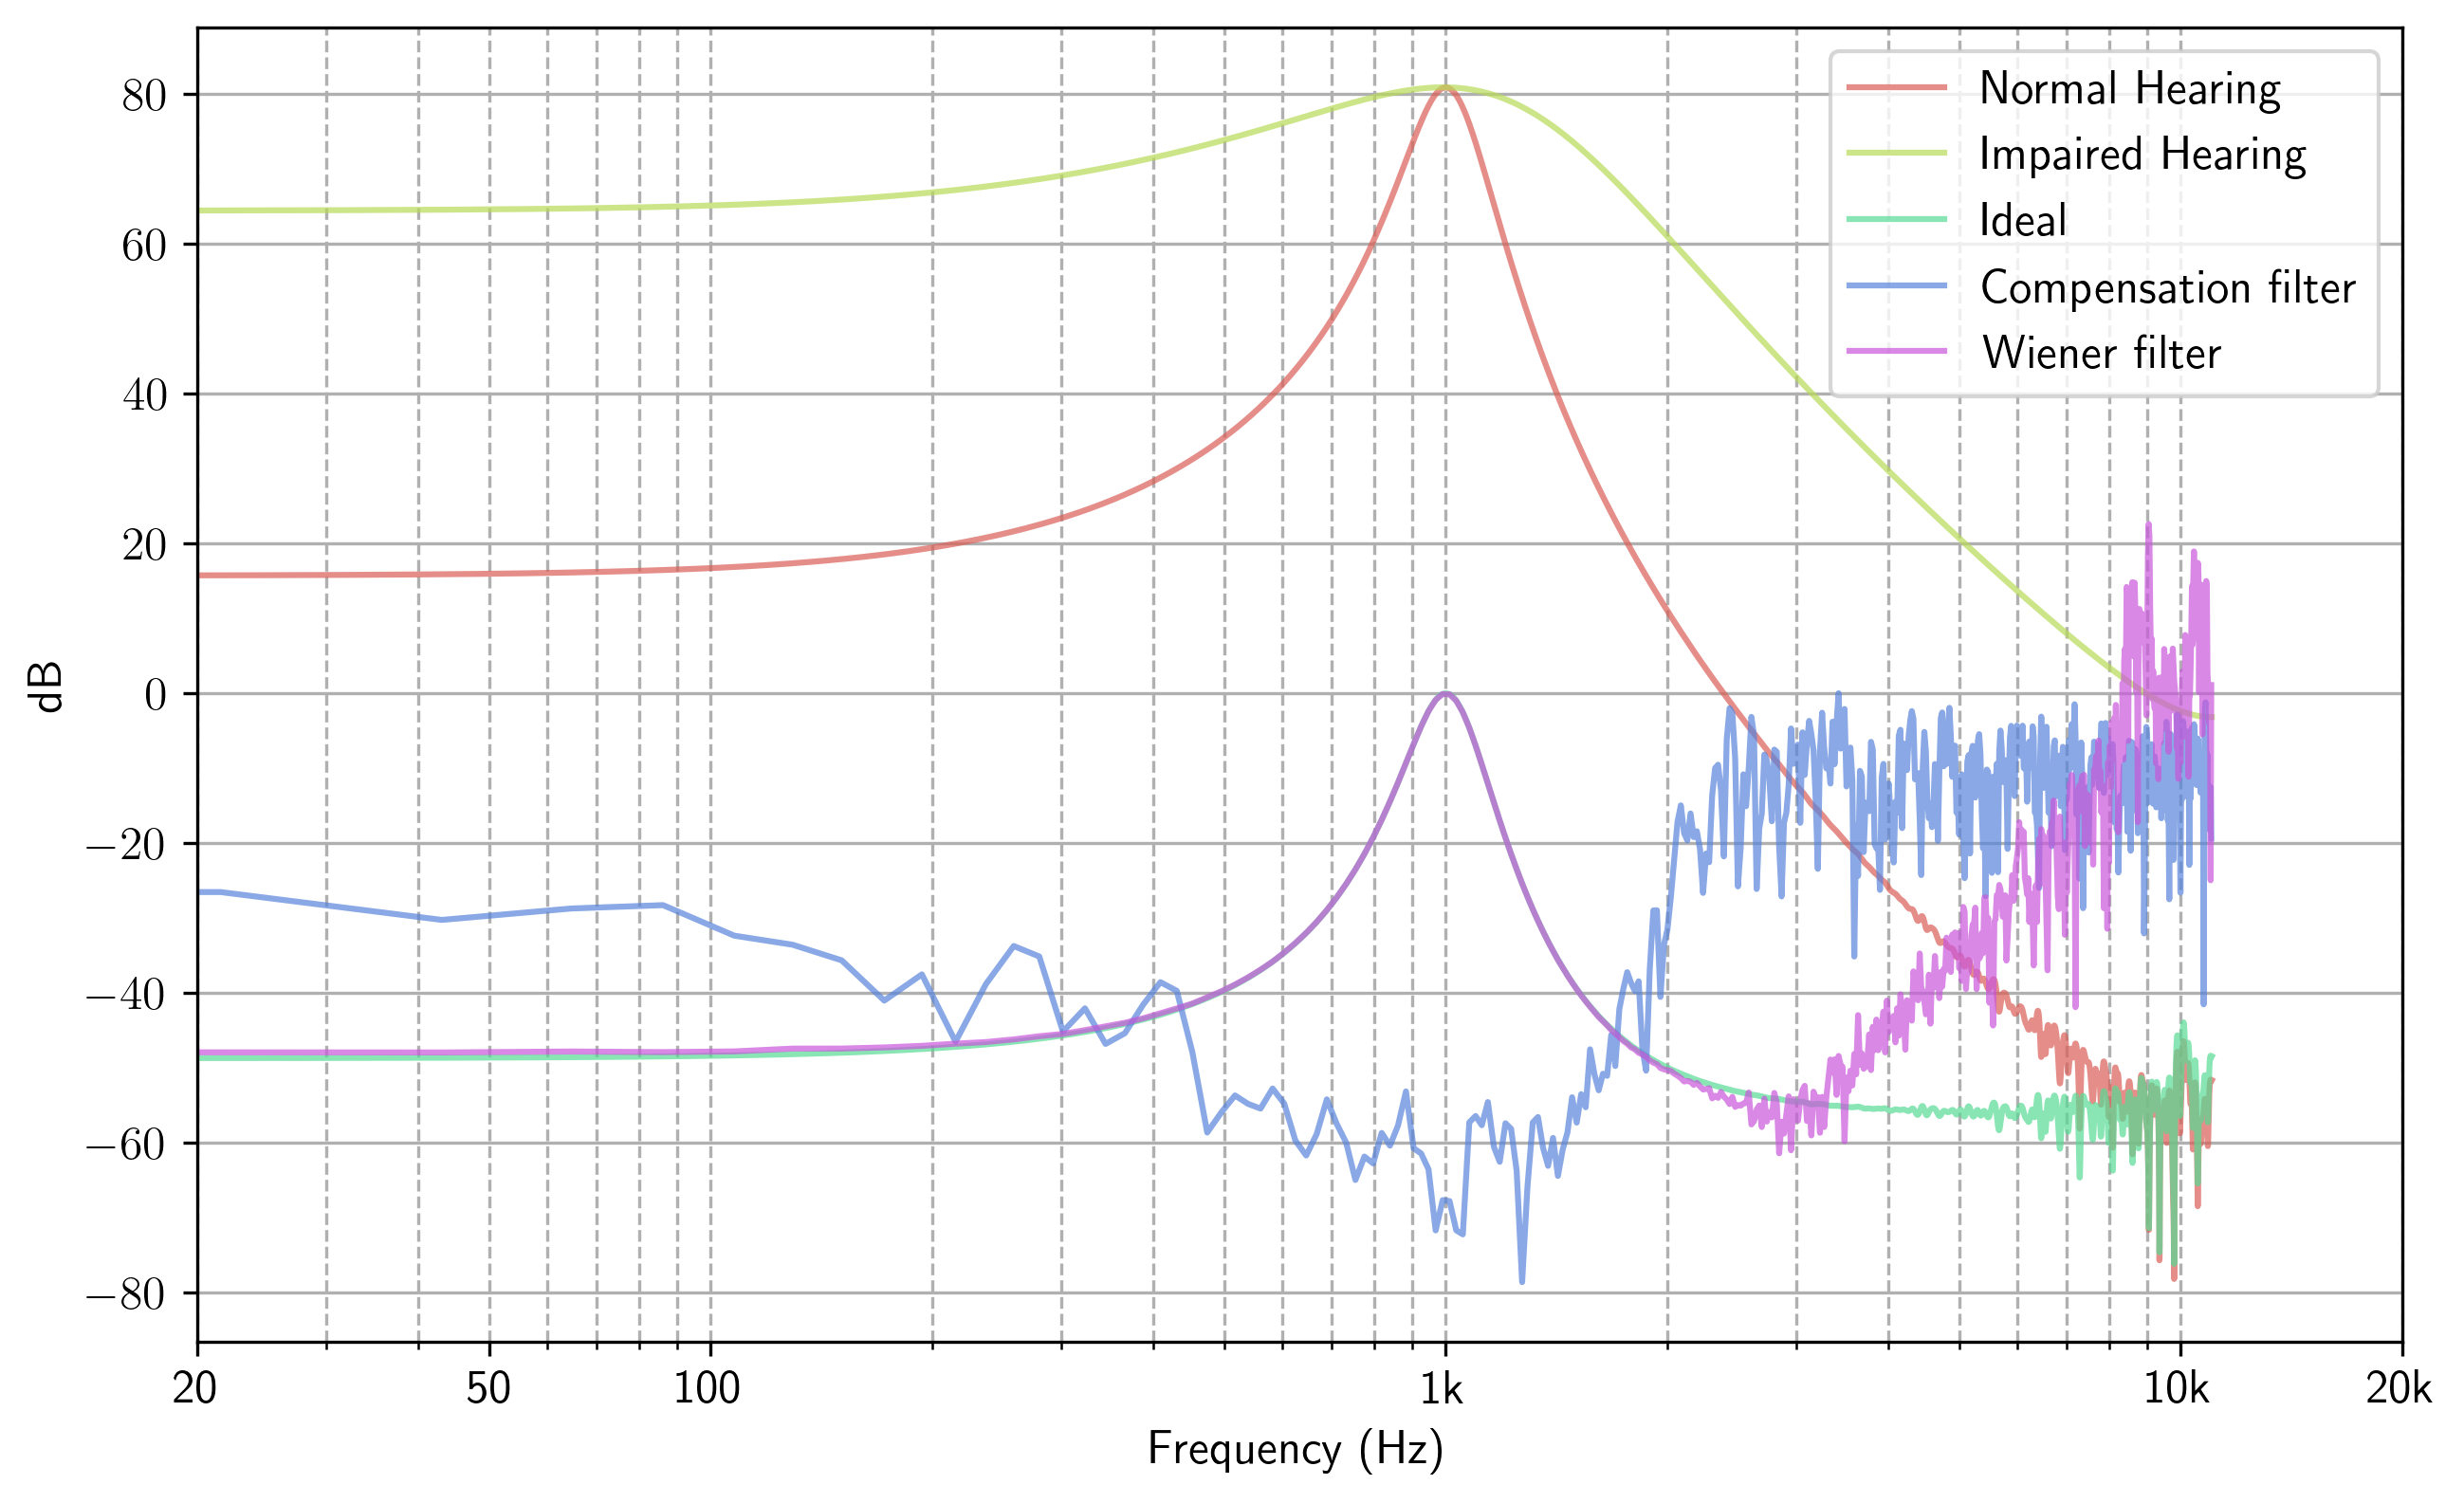 80
60
40
20
0
−20
−40
−60
−80
dB
Normal Hearing
Impaired Hearing
Ideal
Compensation filter
Wiener filter
20 50 100 1k 10k 20k
Frequency (Hz)